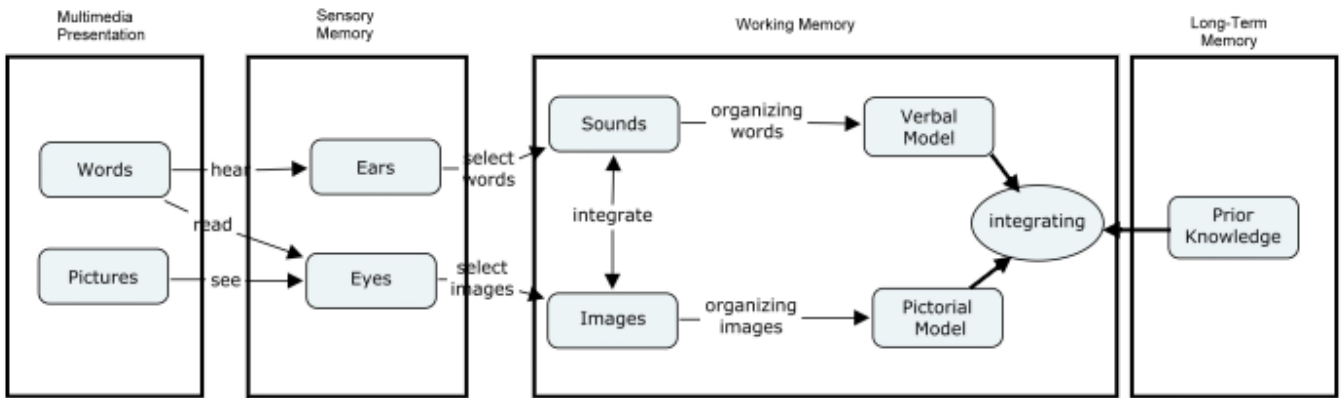 Multimedia
Presentation
Sensory
Memory
Working Memory
Long-Term
Memory
Words
Pictures
hear
read
see
Ears
Eyes
select
words
select
images
Sounds
integrate
Images
organizing
words
organizing
images
Verbal
Model
Pictorial
Model
integrating
Prior
Knowledge